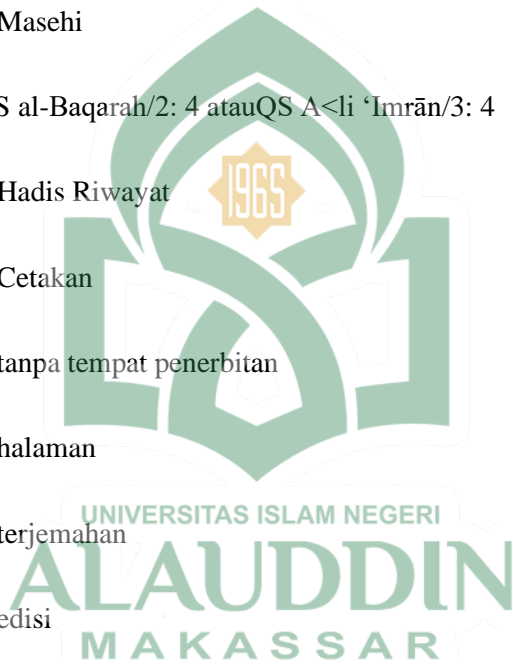 Masehi
S al-Baqarah/2: 4 atauQS A<li ‘Imrān/3: 4
Hadis Riwayat
1965
Cetakan
tanpa tempat penerbitan
halaman
UNIVERSITAS ISLAM NEGERI
terjemahan
ALAUDDIN
edisi
MAKASSAR